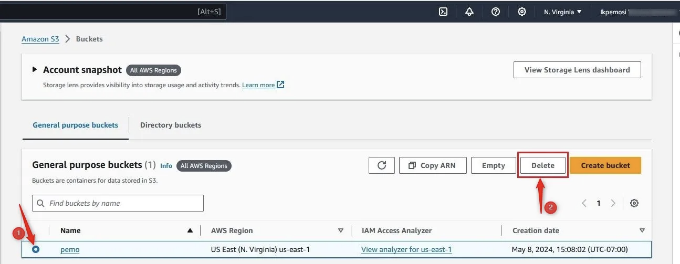 [Alt+S]
N. Virginia
Amazon S3 > Buckets
Account snapshot All AWS Regions
View Storage Lens dashboard
Storage lens provides visibility into storage usage and activity trends. Learn more
General purpose buckets
Directory buckets
General purpose buckets (1) Info All AWS Regions
Copy ARN
Empty
Delete
Create bucket
Buckets are containers for data stored in S3.
Find buckets by name
1
2
1
Name
AWS Region
IAM Access Analyzer
Creation date
pemo
US East (N. Virginia) us-east-1
View analyzer for us-east-1
May 8, 2024, 15:08:02 (UTC-07:00)